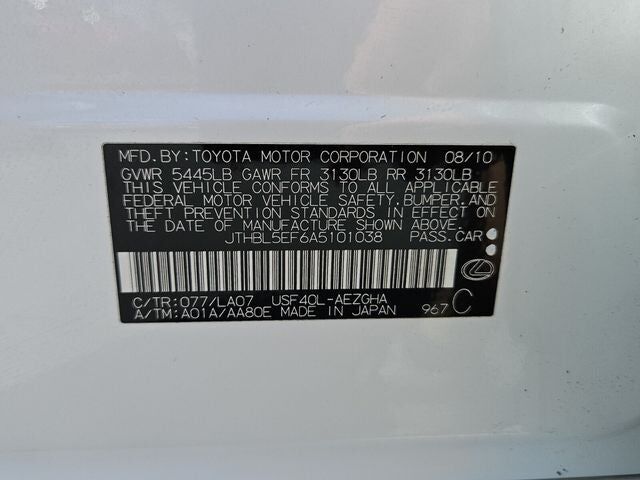 MFD.BY:TOYOTA MOTOR CORPORATION 08/10
GVWR 5445LB GAWR FR 3130LB RR 3130LB
THIS VEHICLE CONFORMS TO ALL APPLICABLE
FEDERAL MOTOR VEHICLE SAFETY.BUMPER.AND
THEFT PREVENTION STANDARDS IN EFFECT ON
THE DATE OF MANUFACTURE SHOWN ABOVE.
JTHBL5EF6A5101038 PASS.CAR
C/TR:077/LA07 USF40L-AEZGHA
A/TM:A01A/AA80E MADE IN JAPAN 967 C